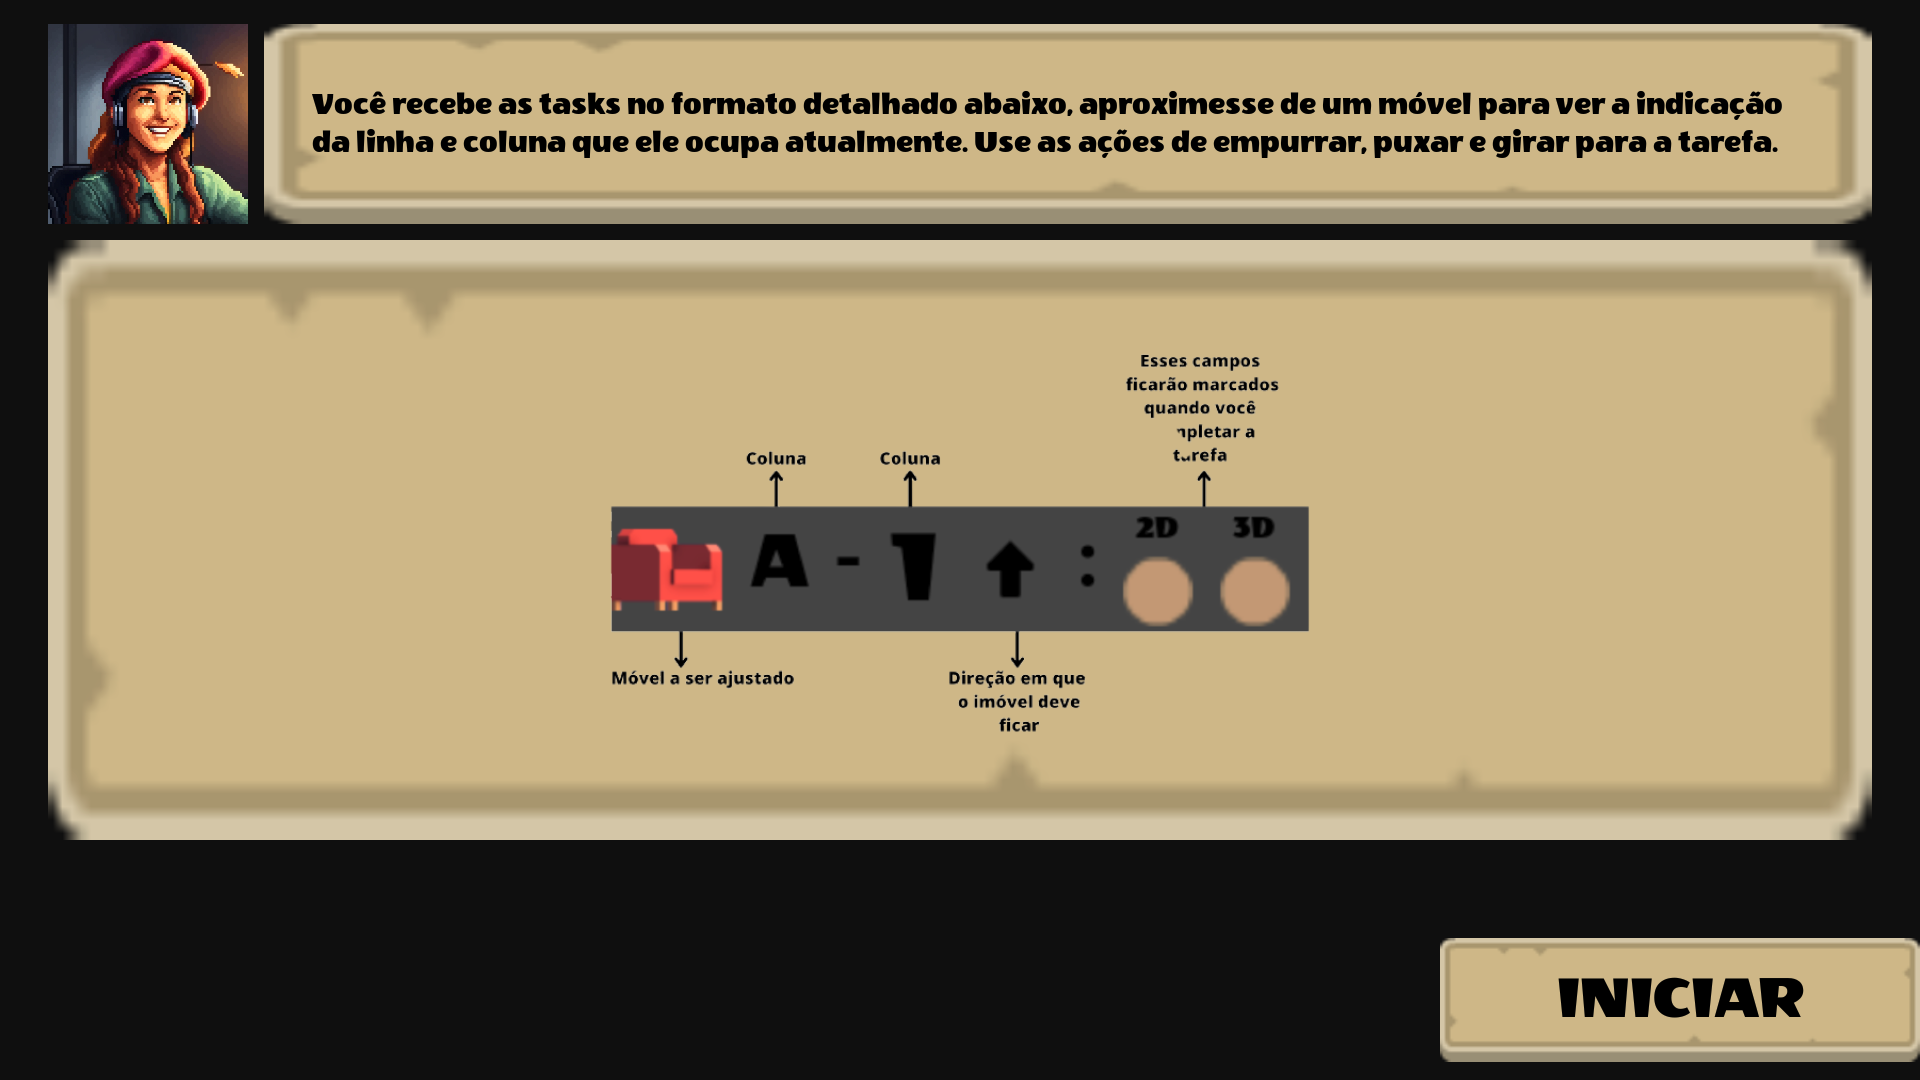 Você recebe as tasks no formato detalhado abaixo, aproximesse de um móvel para ver a indicação
da linha e coluna que ele ocupa atualmente. Use as ações de empurrar, puxar e girar para a tarefa.
Esses campos
ficarão marcados
quando você
a
Coluna
Coluna
2D
3D
A - 1 ↑ :
Móvel a ser ajustado
Direção em que
o imóvel deve
ficar
INICIAR